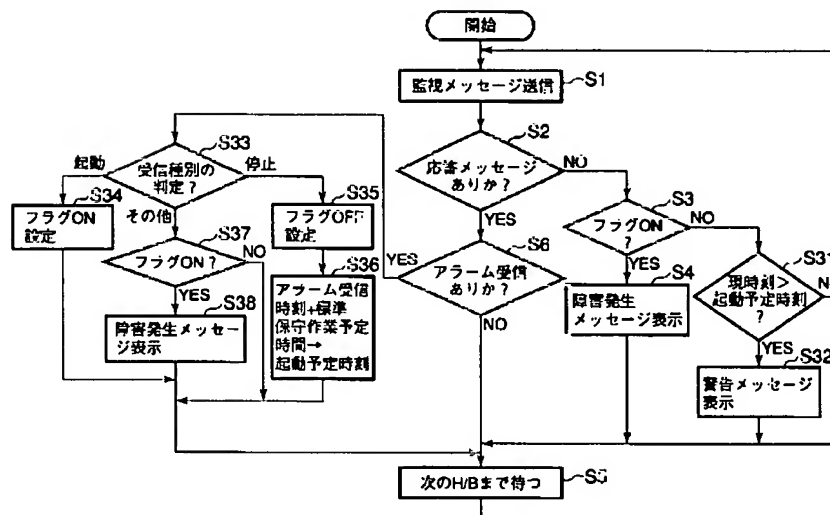 開始
監視メッセージ送信
S1
応答メッセージ
ありか?
S2
NO
YES
フラグON
?
S3
NO
YES
現時刻>
起動予定時刻
?
S31
YES
障害発生
メッセージ表示
S4
警告メッセージ
表示
S32
アラーム受信
ありか?
S6
YES
NO
受信種別の
判定?
S33
起動
停止
その他
フラグON
設定
S34
フラグOFF
設定
S35
フラグON?
S37
NO
YES
アラーム受信
時刻+標準
保守作業予定
時間→
起動予定時刻
S36
障害発生メッセー
ジ表示
S38
次のH/Bまで待つ
S5